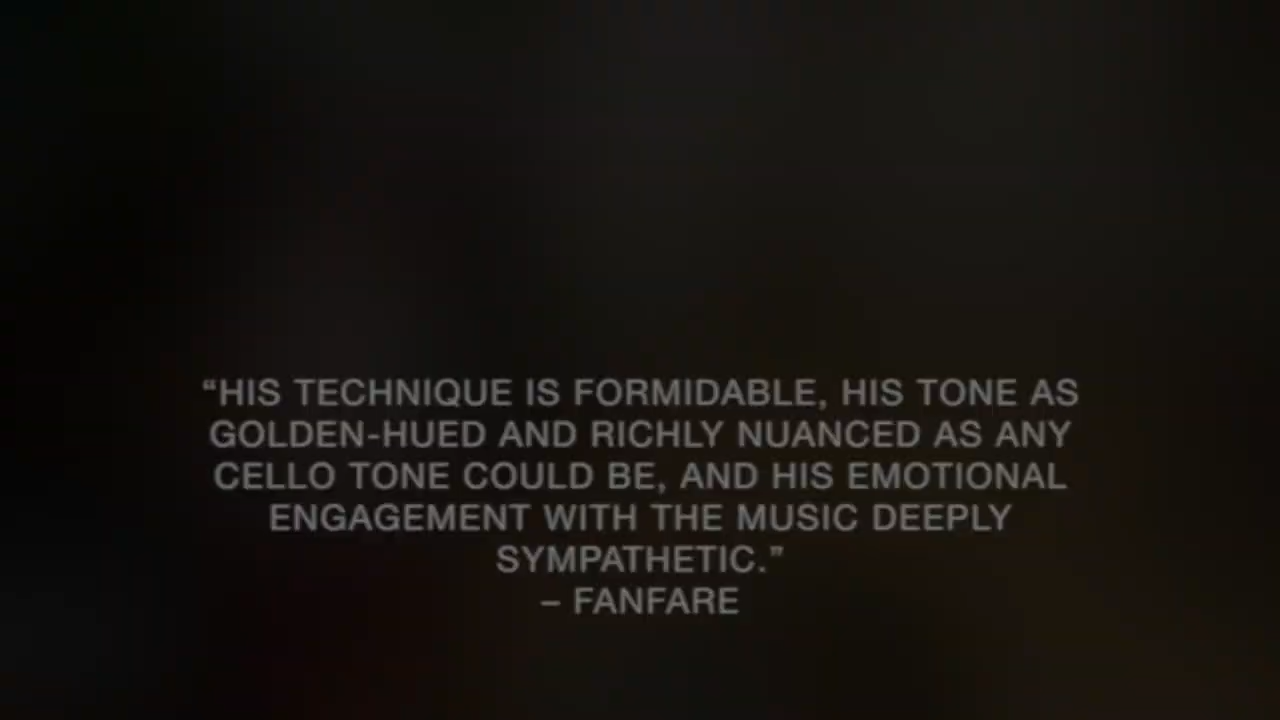 “HIS TECHNIQUE IS FORMIDABLE, HIS TONE AS
GOLDEN-HUED AND RICHLY NUANCED AS ANY
CELLO TONE COULD BE, AND HIS EMOTIONAL
ENGAGEMENT WITH THE MUSIC DEEPLY
SYMPATHETIC.”
– FANFARE